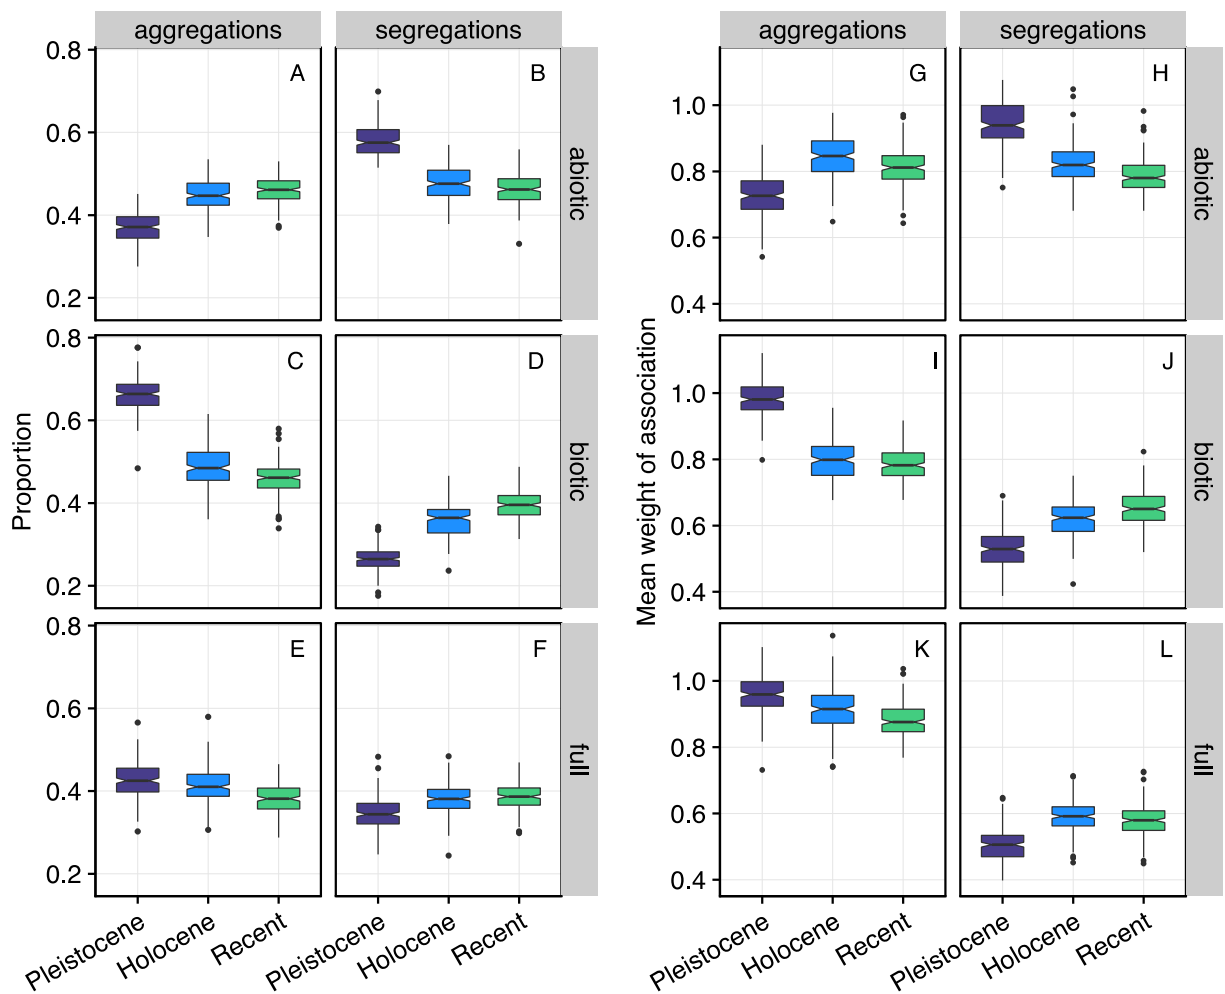 aggregations
segregations
0.8
0.6
0.4
0.2
A
B
abiotic
0.8
0.6
0.4
0.2
C
D
biotic
0.8
0.6
0.4
0.2
E
F
full
Proportion
Pleistocene
Holocene
Recent
Pleistocene
Holocene
Recent
aggregations
segregations
1.0
0.8
0.6
0.4
G
H
abiotic
1.0
0.8
0.6
0.4
I
J
biotic
1.0
0.8
0.6
0.4
K
L
full
Mean weight of association
Pleistocene
Holocene
Recent
Pleistocene
Holocene
Recent